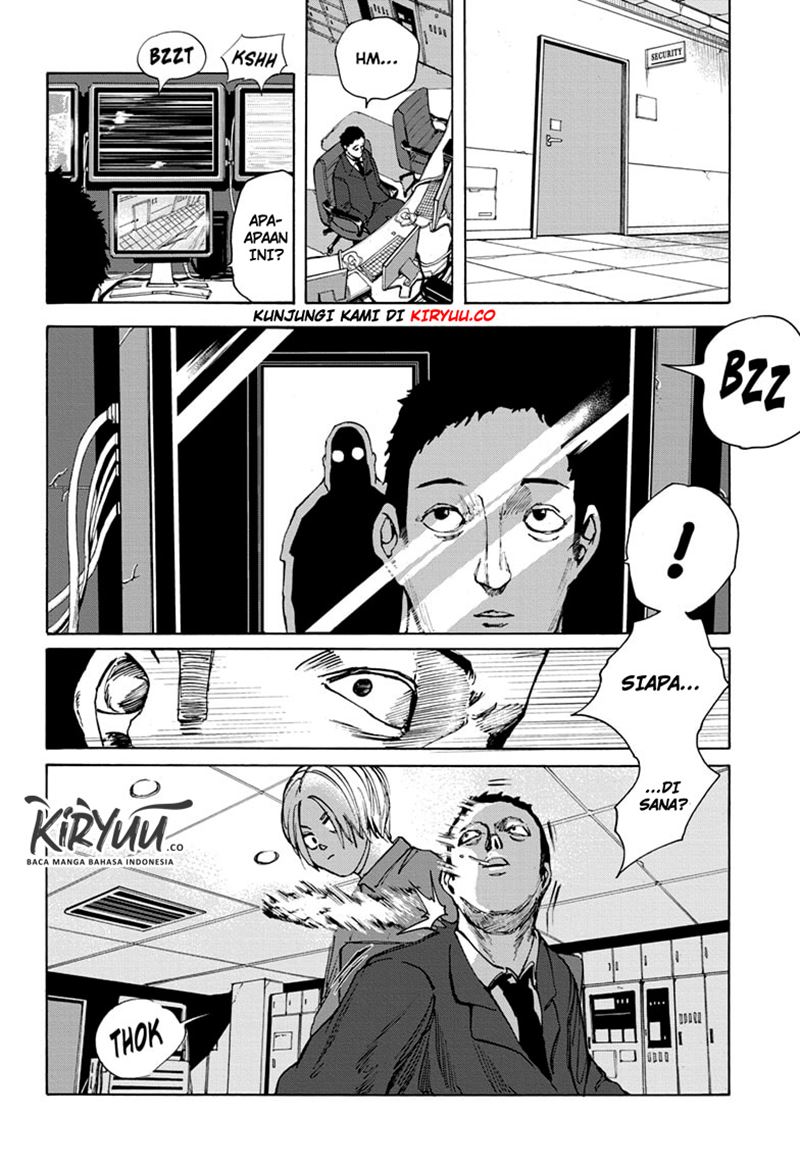 SECURITY
HM...
BZZT
KSHH
APA-
APAAN
INI?
KUNJUNGI KAMI DI KIRYUU.CO
BZZ
!
SIAPA...
...DI
SANA?
KIRYUU.CO
BACA MANGA BAHASA INDONESIA
THOK